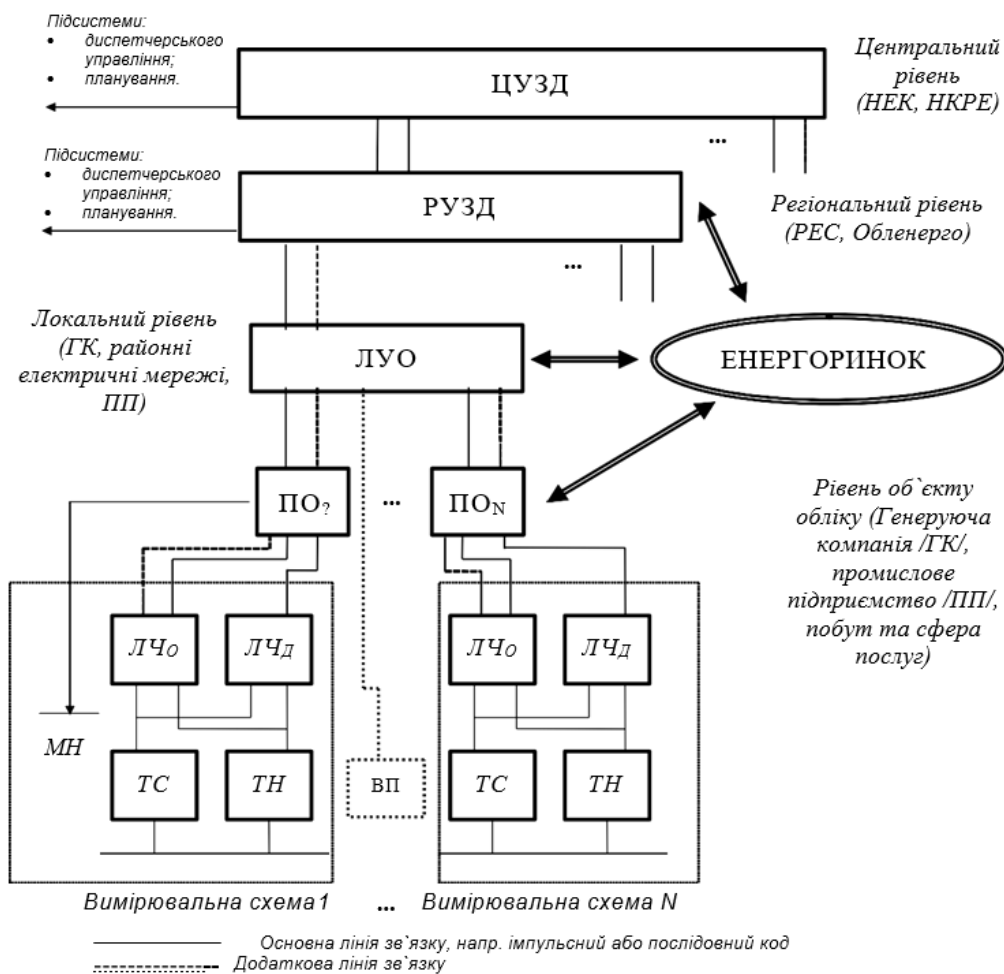 Підсистеми:
• диспетчерського
управління;
• планування.
ЦУЗД
Центральний
рівень
(НЕК, НКРЕ)
...
Підсистеми:
• диспетчерського
управління;
• планування.
РУЗД
Регіональний рівень
(РЕС, Обленерго)
...
Локальний рівень
(ГК, районні
електричні мережі,
ПП)
ЛУО
ЕНЕРГОРИНОК
ПО?
...
ПОN
Рівень об`єкту
обліку (Генеруюча
компанія /ГК/,
промислове
підприємство /ПП/,
побут та сфера
послуг)
ЛЧО
ЛЧД
ЛЧО
ЛЧД
МН
ТС
ТН
ВП
ТС
ТН
Вимірювальна схема 1
...
Вимірювальна схема N
Основна лінія зв`язку, напр. імпульсний або послідовний код
Додаткова лінія зв`язку